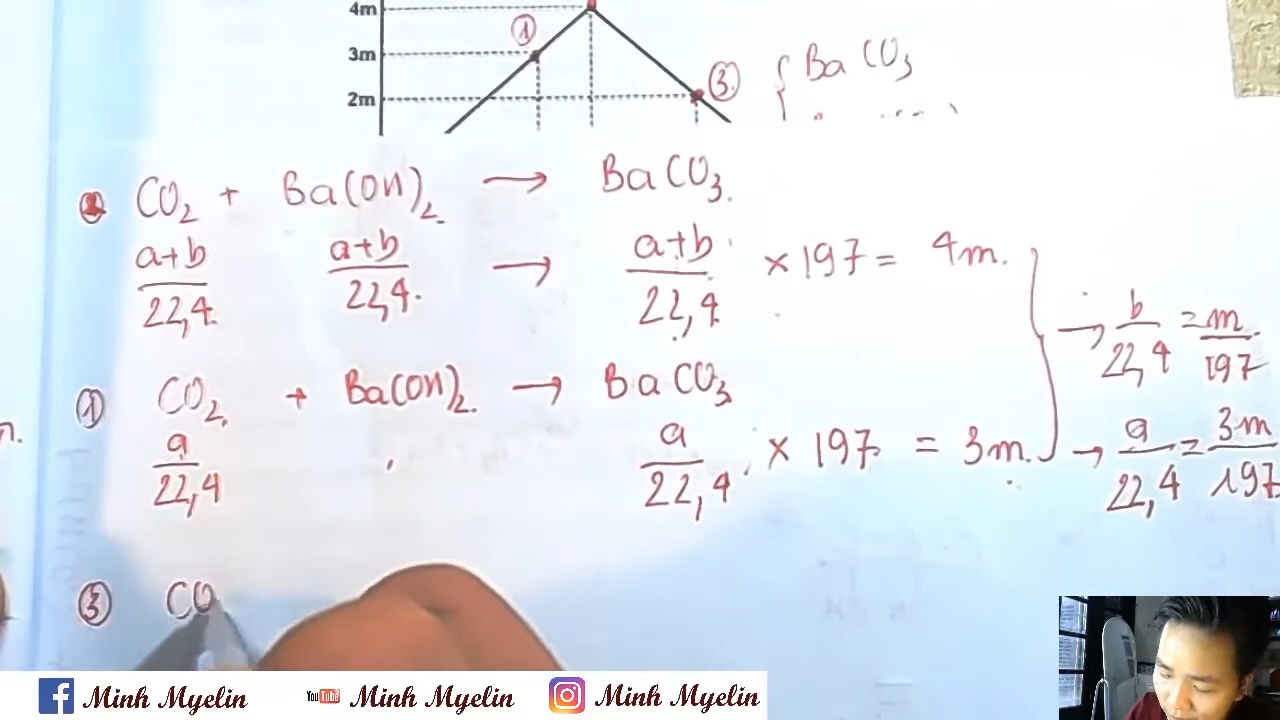 4m
①
3m
2m
③
{ BaCO₃
② CO₂ + Ba(OH)₂ → BaCO₃
a+b/22,4 a+b/22,4 → a+b/22,4 × 197 = 4m
→ b/22,4 = m/197
① CO₂ + Ba(OH)₂ → BaCO₃
a/22,4 a/22,4 × 197 = 3m → a/22,4 = 3m/197
③ CO
Minh Myelin YouTube Minh Myelin Minh Myelin